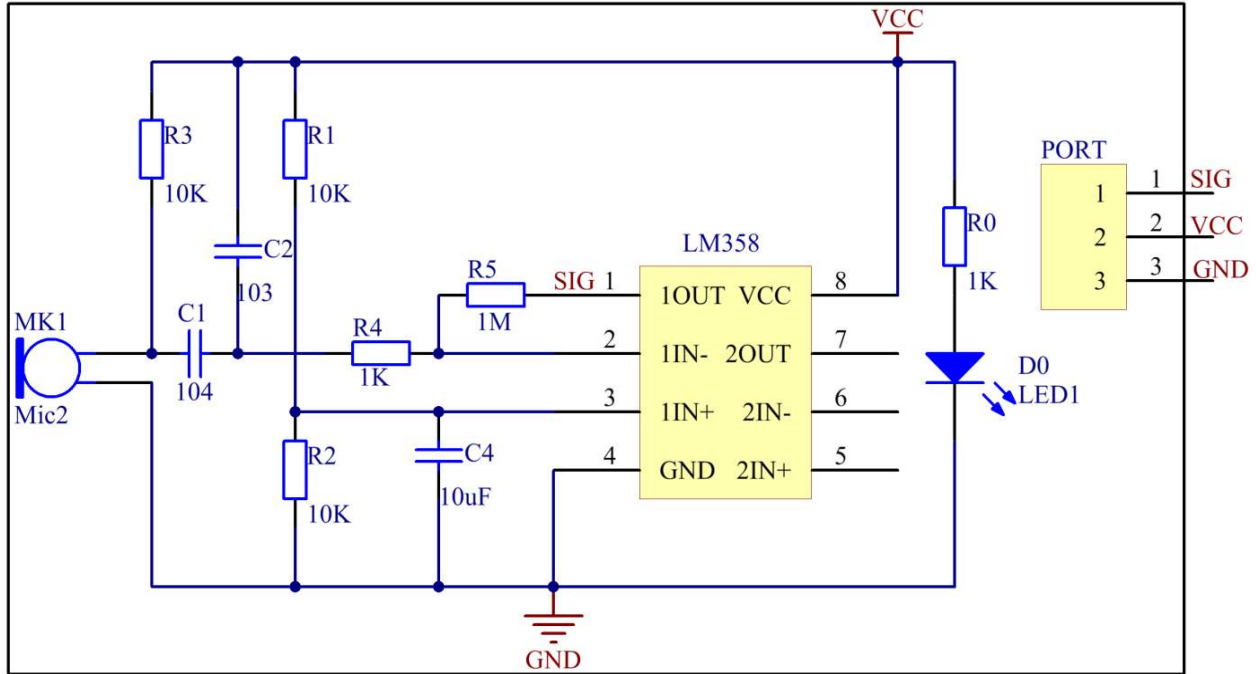 VCC
R3
10K
R1
10K
C2
103
C1
104
MK1
Mic2
R4
1K
R5
1M
SIG
LM358
1
1OUT
VCC
8
2
1IN-
2OUT
7
3
1IN+
2IN-
6
4
GND
2IN+
5
R2
10K
C4
10uF
GND
R0
1K
D0
LED1
PORT
1
1
SIG
2
2
VCC
3
3
GND